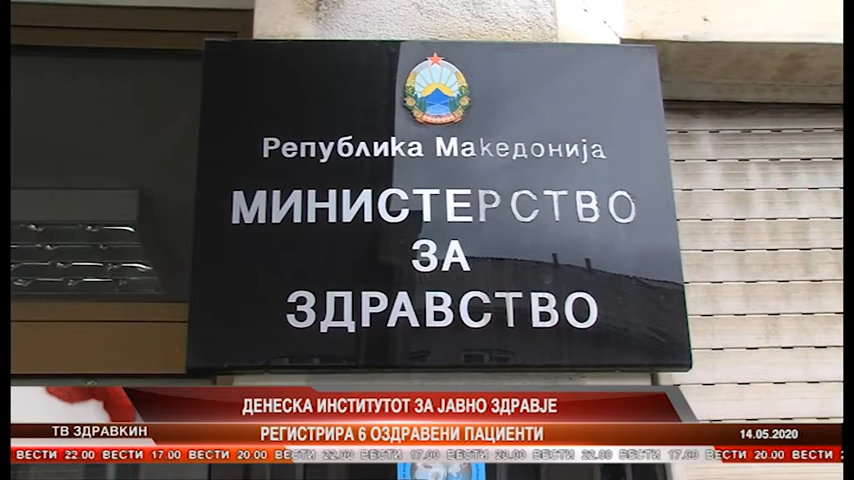 Република Македонија
МИНИСТЕРСТВО
ЗА
ЗДРАВСТВО
ДЕНЕСКА ИНСТИТУТОТ ЗА ЈАВНО ЗДРАВЈЕ
ТВ ЗДРАВКИН
РЕГИСТРИРА 6 ОЗДРАВЕНИ ПАЦИЕНТИ
14.05.2020
ВЕСТИ 22.00 ВЕСТИ 17.00 ВЕСТИ 20.00 ВЕСТИ 22.00 ВЕСТИ 17.00 ВЕСТИ 20.00 ВЕСТИ 22.00 ВЕСТИ 17.00 ВЕСТИ 20.00 ВЕСТИ